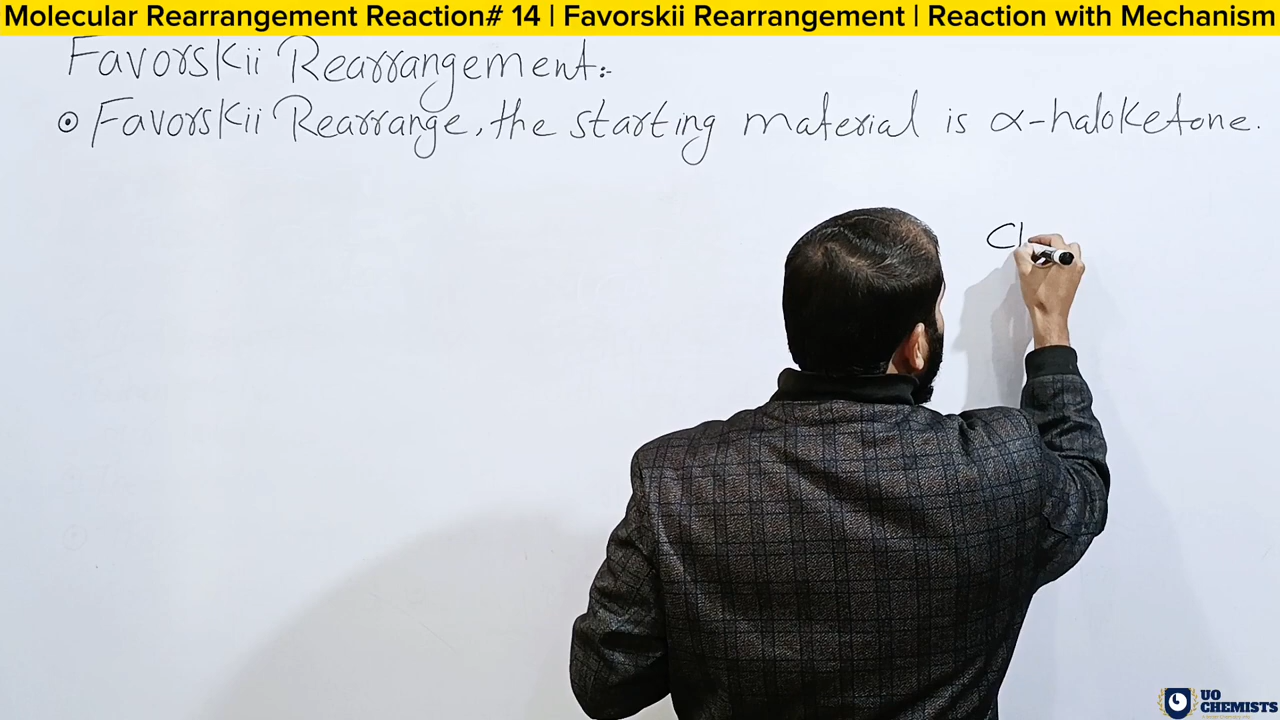 Molecular Rearrangement Reaction# 14 | Favorskii Rearrangement | Reaction with Mechanism
Favorskii Rearrangement:-
⊙ Favorskii Rearrange, the starting material is α-haloketone.
Cl
UO
CHEMISTS